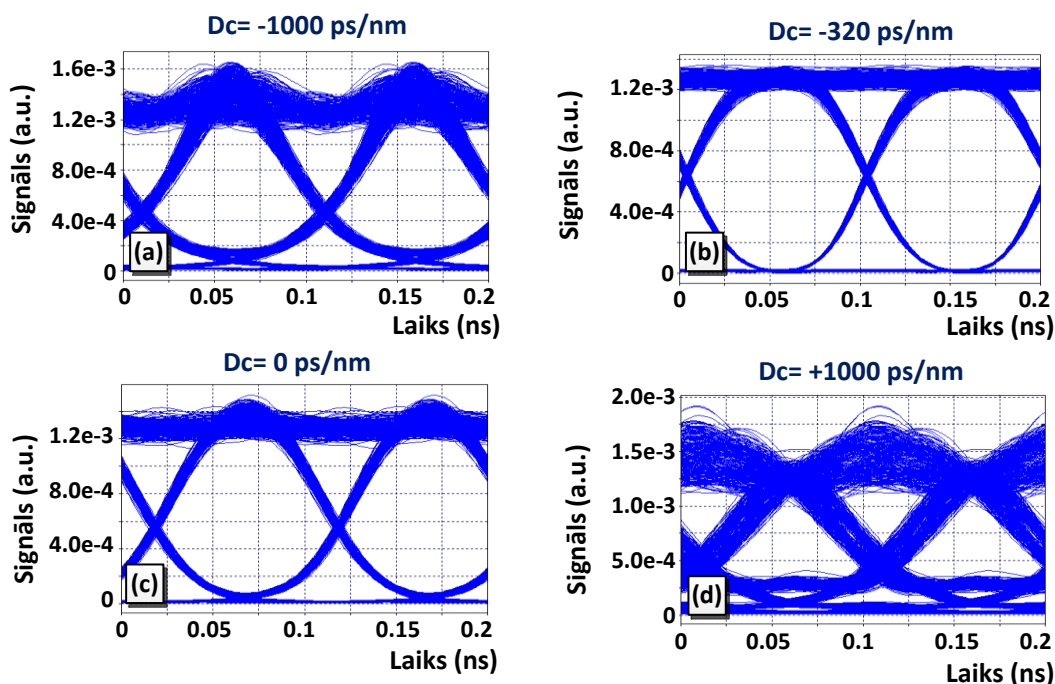 Dc= -1000 ps/nm
Signāls (a.u.)
1.6e-3
1.2e-3
8.0e-4
4.0e-4
0
(a)
0 0.05 0.1 0.15 0.2
Laiks (ns)
Dc= -320 ps/nm
Signāls (a.u.)
1.2e-3
8.0e-4
4.0e-4
0
(b)
0 0.05 0.1 0.15 0.2
Laiks (ns)
Dc= 0 ps/nm
Signāls (a.u.)
1.2e-3
8.0e-4
4.0e-4
0
(c)
0 0.05 0.1 0.15 0.2
Laiks (ns)
Dc= +1000 ps/nm
Signāls (a.u.)
2.0e-3
1.5e-3
1.0e-3
5.0e-4
0
(d)
0 0.05 0.1 0.15 0.2
Laiks (ns)